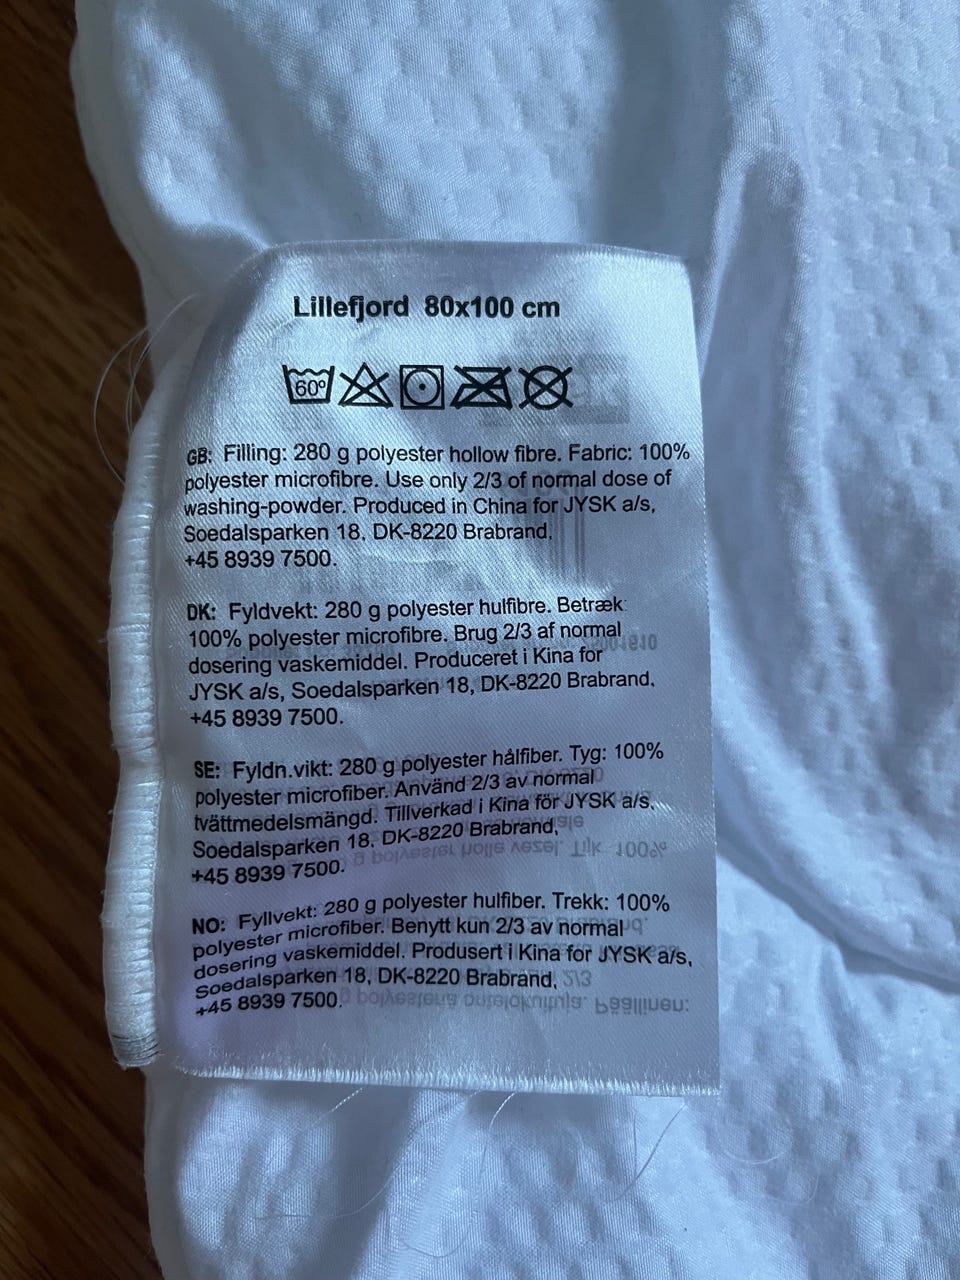 Lillefjord 80x100 cm
60°
GB: Filling: 280 g polyester hollow fibre. Fabric: 100%
polyester microfibre. Use only 2/3 of normal dose of
washing-powder. Produced in China for JYSK a/s,
Soedalsparken 18, DK-8220 Brabrand.
+45 8939 7500.
DK: Fyldvekt: 280 g polyester hulfibre. Betræk:
100% polyester microfibre. Brug 2/3 af normal
dosering vaskemiddel. Produceret i Kina for
JYSK a/s, Soedalsparken 18, DK-8220 Brabrand.
+45 8939 7500.
SE: Fyldn.vikt: 280 g polyester hålfiber. Tyg: 100%
polyester microfiber. Använd 2/3 av normal
tvättmedelsmängd. Tillverkad i Kina för JYSK a/s,
Soedalsparken 18, DK-8220 Brabrand,
+45 8939 7500.
NO: Fyllvekt: 280 g polyester hulfiber. Trekk: 100%
polyester microfiber. Benytt kun 2/3 av normal
dosering vaskemiddel. Produsert i Kina for JYSK a/s,
Soedalsparken 18, DK-8220 Brabrand,
+45 8939 7500.